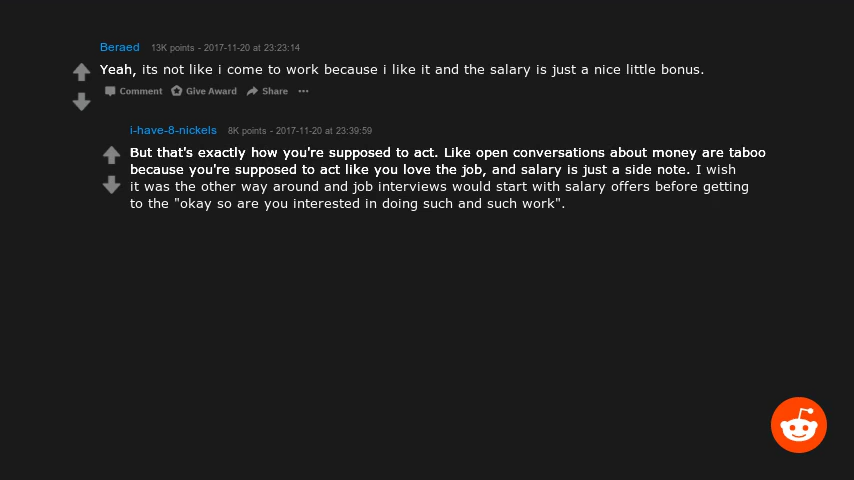 Beraed 13K points - 2017-11-20 at 23:23:14
Yeah, its not like i come to work because i like it and the salary is just a nice little bonus.
Comment Give Award Share ...
i-have-8-nickels 8K points - 2017-11-20 at 23:39:59
But that's exactly how you're supposed to act. Like open conversations about money are taboo
because you're supposed to act like you love the job, and salary is just a side note. I wish
it was the other way around and job interviews would start with salary offers before getting
to the "okay so are you interested in doing such and such work".